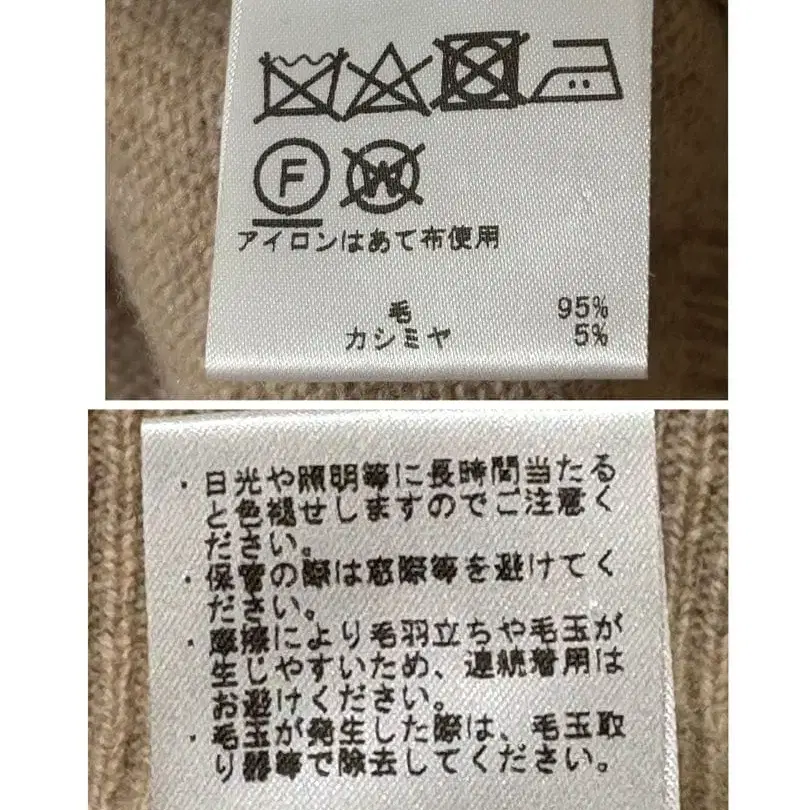 F W
アイロンはあて布使用
毛 95%
カシミヤ 5%
・日光や照明等に長時間当たる
と色褪せしますのでご注意く
ださい。
・保管の際は窓際等を避けてく
ださい。
・摩擦により毛羽立ちや毛玉が
生じやすいため、連続着用は
お避けください。
・毛玉が発生した際は、毛玉取
り器等で除去してください。